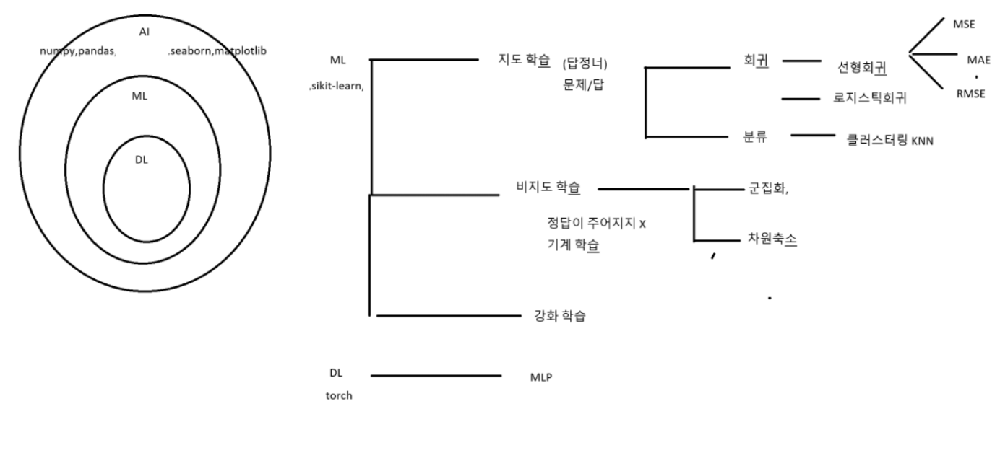 AI
numpy,pandas,
.seaborn,matplotlib
ML
DL
ML
.sikit-learn,
지도 학습
(답정너)
문제/답
회귀
선형회귀
MSE
MAE
RMSE
로지스틱회귀
분류
클러스터링 KNN
비지도 학습
정답이 주어지지 x
기계 학습
군집화,
차원축소
강화 학습
DL
torch
MLP